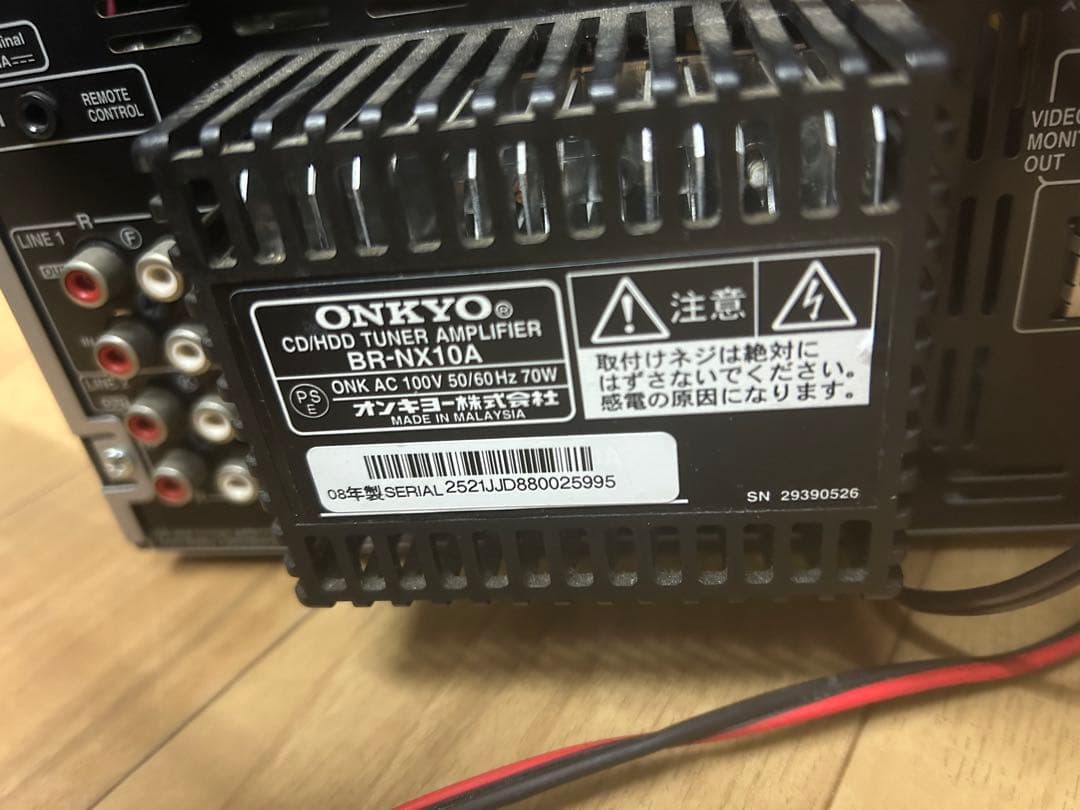 REMOTE
CONTROL
VIDEO
MONI
OUT
LINE 1
R
F
ONKYO®
CD/HDD TUNER AMPLIFIER
BR-NX10A
PS
E
ONK AC 100V 50/60Hz 70W
オンキヨー株式会社
MADE IN MALAYSIA
注意
取付けネジは絶対に
はずさないでください。
感電の原因になります。
08年製SERIAL 2521JJD880025995
SN 29390526